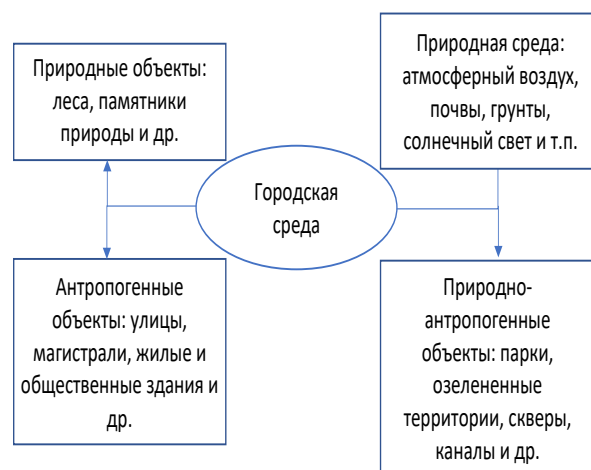 Природные объекты:
леса, памятники
природы и др.
Природная среда:
атмосферный воздух,
почвы, грунты,
солнечный свет и т.п.
Городская
среда
Антропогенные
объекты: улицы,
магистрали, жилые и
общественные здания и
др.
Природно-
антропогенные
объекты: парки,
озелененные
территории, скверы,
каналы и др.